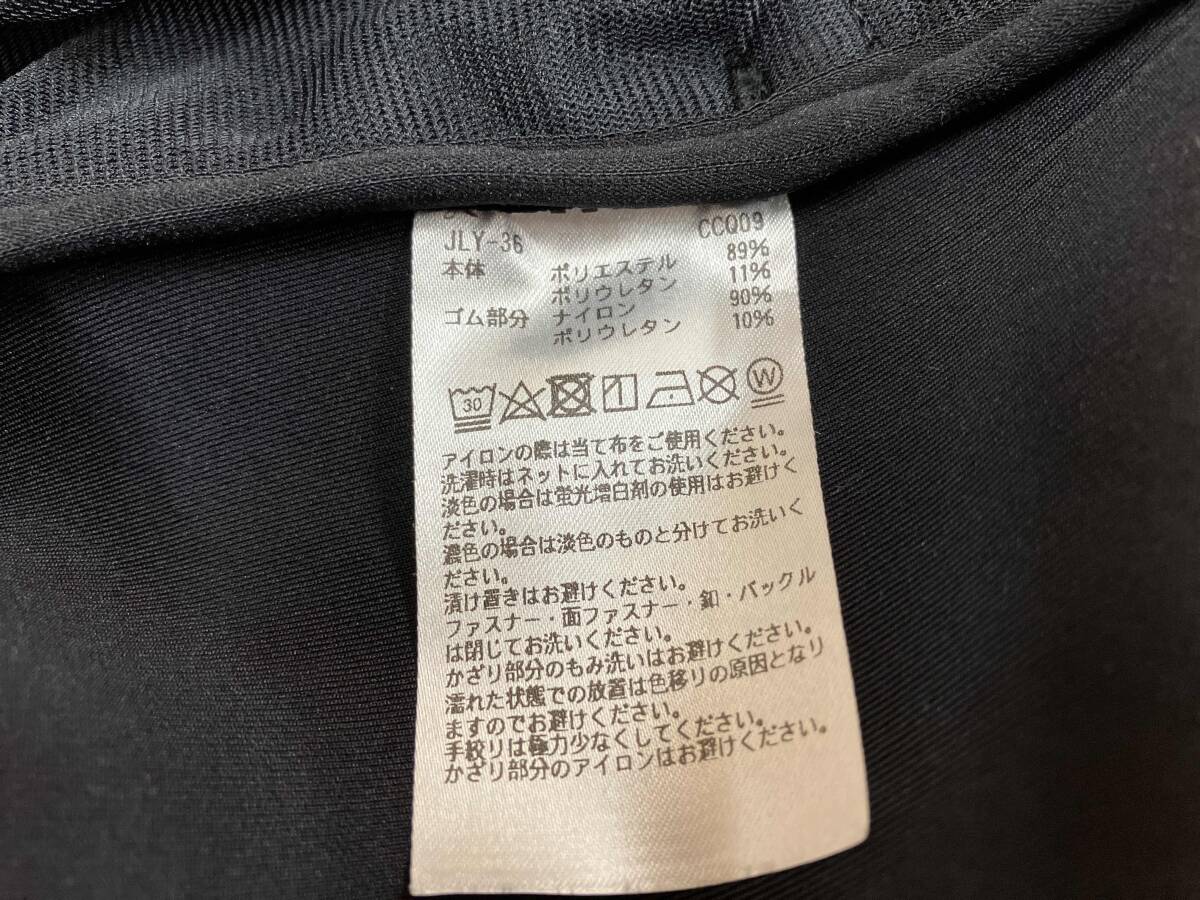 JLY-36 CCQ09
本体 ポリエステル 89%
ポリウレタン 11%
ゴム部分 ナイロン 90%
ポリウレタン 10%
30 W
アイロンの際は当て布をご使用ください。
洗濯時はネットに入れてお洗いください。
淡色の場合は蛍光増白剤の使用はお避けく
ださい。
濃色の場合は淡色のものと分けてお洗いく
ださい。
漬け置きはお避けください。
ファスナー・面ファスナー・釦・バックル
は閉じてお洗いください。
かざり部分のもみ洗いはお避けください。
濡れた状態での放置は色移りの原因となり
ますのでお避けください。
手絞りは極力少なくしてください。
かざり部分のアイロンはお避けください。